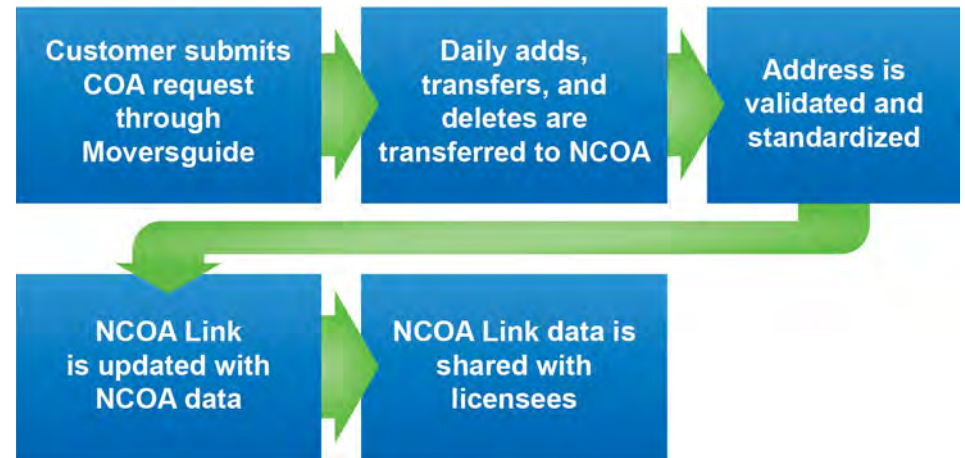 Customer submits
COA request
through
Moversguide
Daily adds,
transfers, and
deletes are
transferred to NCOA
Address is
validated and
standardized
NCOA Link
is updated with
NCOA data
NCOA Link data is
shared with
licensees